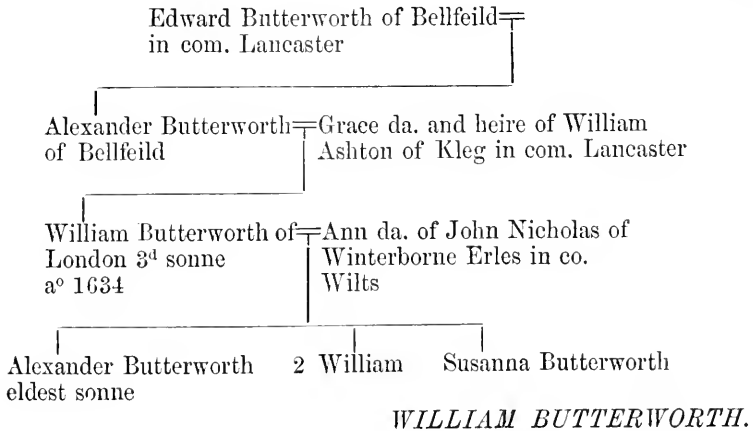 Edward Butterworth of Bellfeild
in com. Lancaster
Alexander Butterworth
of Bellfeild
Grace da. and heire of William
Ashton of Kleg in com. Lancaster
William Butterworth of
London 3d sonne
ao 1634
Ann da. of John Nicholas of
Winterborne Erles in co.
Wilts
Alexander Butterworth
eldest sonne
2 William
Susanna Butterworth
WILLIAM BUTTERWORTH.